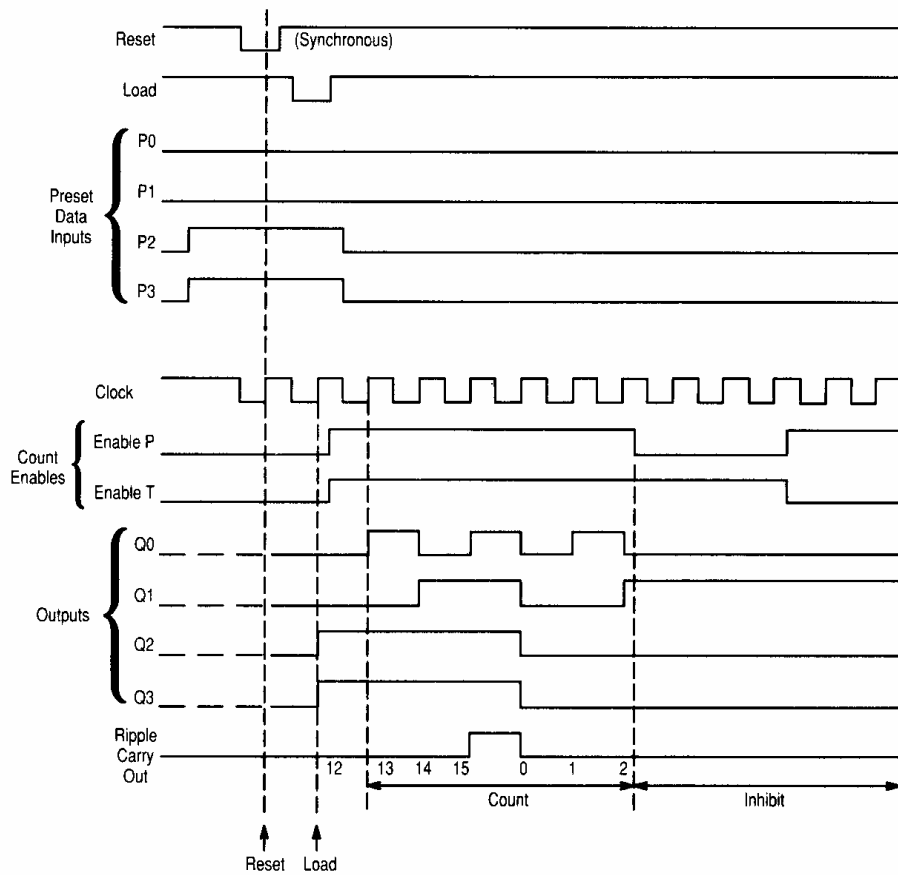 Reset
(Synchronous)
Load
P0
P1
Preset
Data
Inputs
P2
P3
Clock
Enable P
Count
Enables
Enable T
Q0
Q1
Outputs
Q2
Q3
Ripple
Carry
Out
12 13 14 15 0 1 2
Count
Inhibit
Reset Load